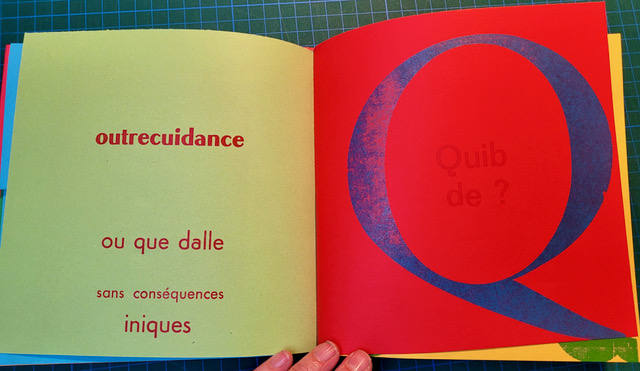 outrecuidance
ou que dalle
sans conséquences
iniques
Q
Quib
de ?